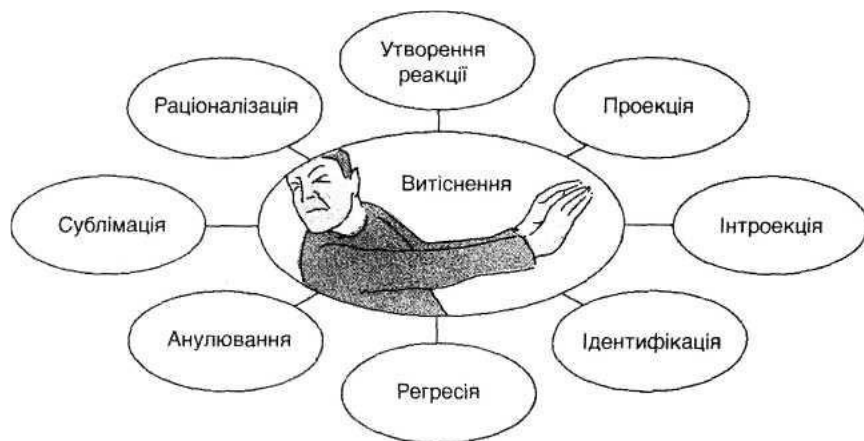 Утворення
реакції
Раціоналізація
Проекція
Витіснення
Сублімація
Інтроекція
Анулювання
Ідентифікація
Регресія